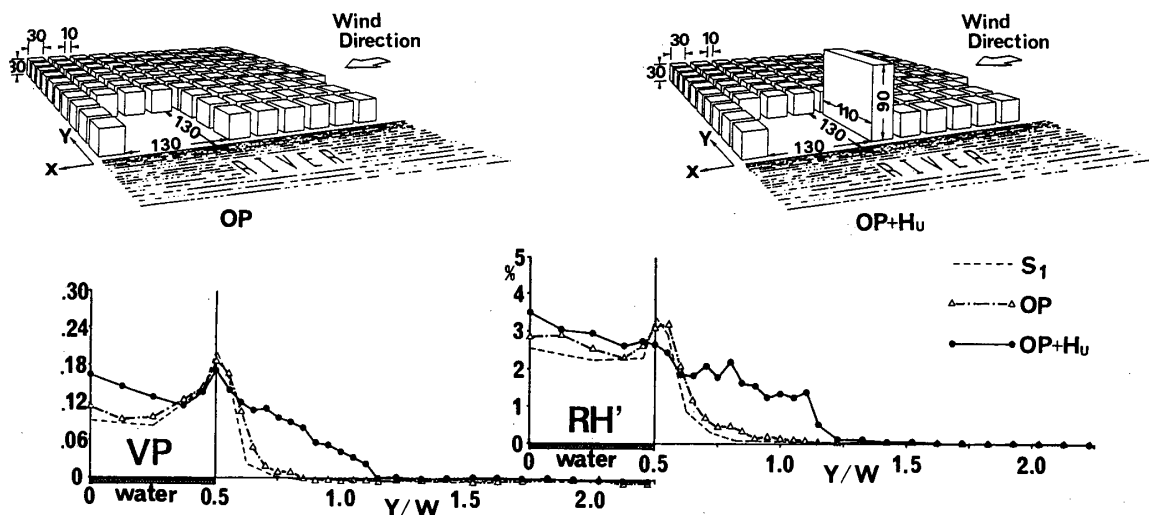 30 10
30
Wind
Direction
130
130
Y
X
RIVER
OP
30 10
30
Wind
Direction
90
110
130
130
Y
X
RIVER
OP+Hu
.30
.24
.18
.12
.06
0
VP
water
0 0.5 1.0 1.5 2.0
Y/W
5
%
4
3
2
1
0
RH'
water
0 0.5 1.0 1.5 2.0
Y/W
S1
OP
OP+Hu